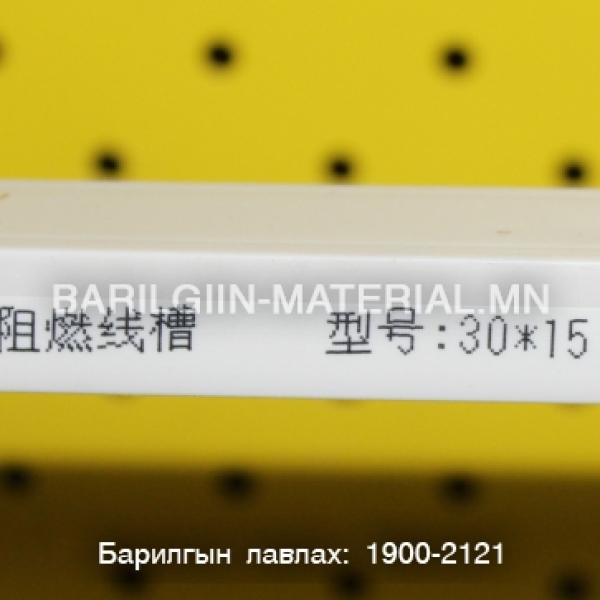 BARILGIIN-MATERIAL.MN
阻燃线槽 型号:30*15
Барилгын лавлах: 1900-2121